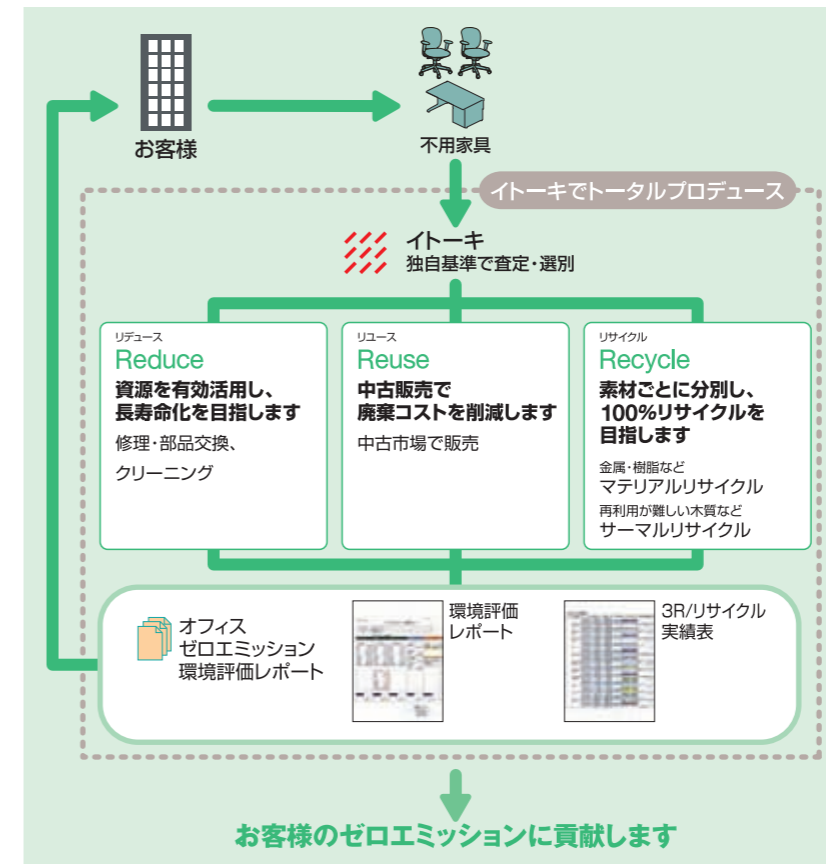 お客様
不用家具
イトーキでトータルプロデュース
イトーキ
独自基準で査定・選別
リデュース
Reduce
資源を有効活用し、
長寿命化を目指します
修理・部品交換、
クリーニング
リユース
Reuse
中古販売で
廃棄コストを削減します
中古市場で販売
リサイクル
Recycle
素材ごとに分別し、
100%リサイクルを
目指します
金属・樹脂など
マテリアルリサイクル
再利用が難しい木質など
サーマルリサイクル
オフィス
ゼロエミッション
環境評価レポート
環境評価
レポート
3R/リサイクル
実績表
お客様のゼロエミッションに貢献します